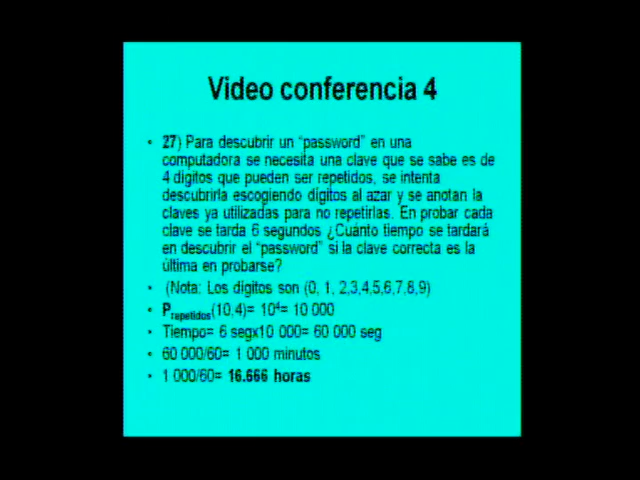 Video conferencia 4
• 27) Para descubrir un “password” en una
computadora se necesita una clave que se sabe es de
4 dígitos que pueden ser repetidos, se intenta
descubrirla escogiendo dígitos al azar y se anotan la
claves ya utilizadas para no repetirlas. En probar cada
clave se tarda 6 segundos ¿Cuánto tiempo se tardará
en descubrir el “password” si la clave correcta es la
última en probarse?
• (Nota: Los dígitos son (0, 1, 2,3,4,5,6,7,8,9)
• Prepetidos(10,4)= 10⁴= 10 000
• Tiempo= 6 segx10 000= 60 000 seg
• 60 000/60= 1 000 minutos
• 1 000/60= 16.666 horas